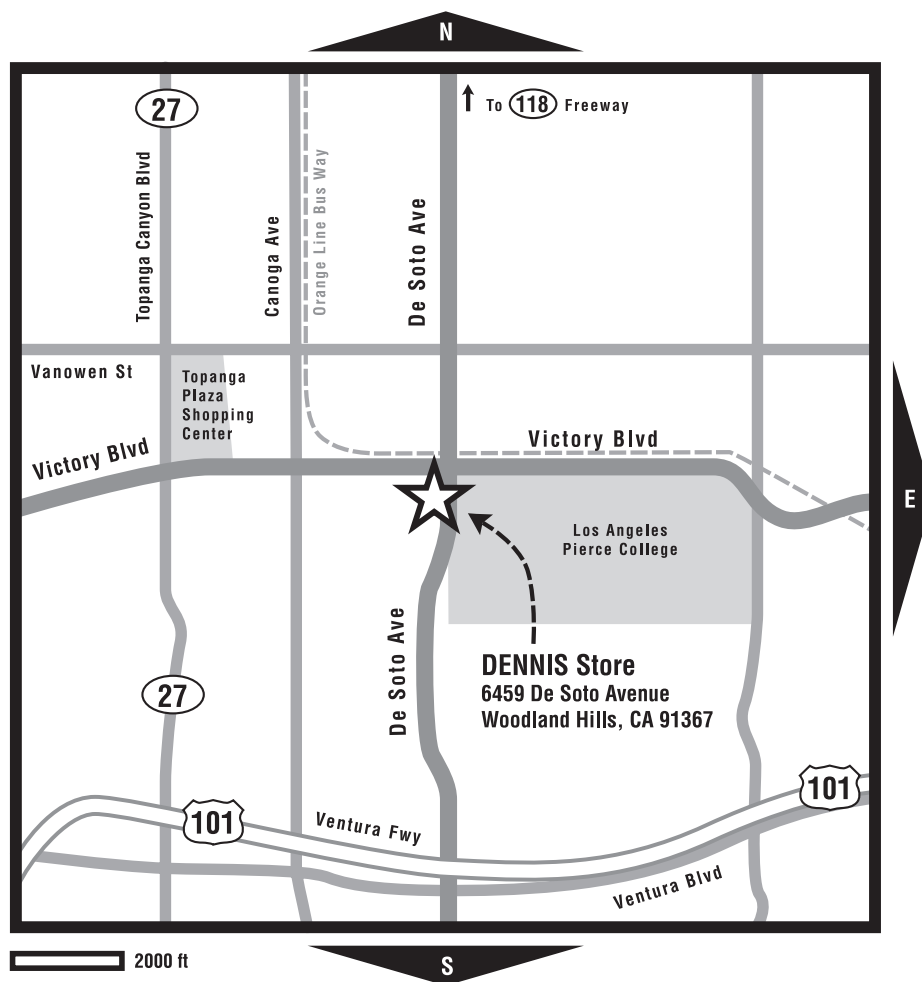 N
27
To 118 Freeway
Topanga Canyon Blvd
Canoga Ave
Orange Line Bus Way
De Soto Ave
Vanowen St
Topanga
Plaza
Shopping
Center
Victory Blvd
Victory Blvd
E
Los Angeles
Pierce College
De Soto Ave
DENNIS Store
6459 De Soto Avenue
Woodland Hills, CA 91367
27
101
101
Ventura Fwy
Ventura Blvd
2000 ft
S